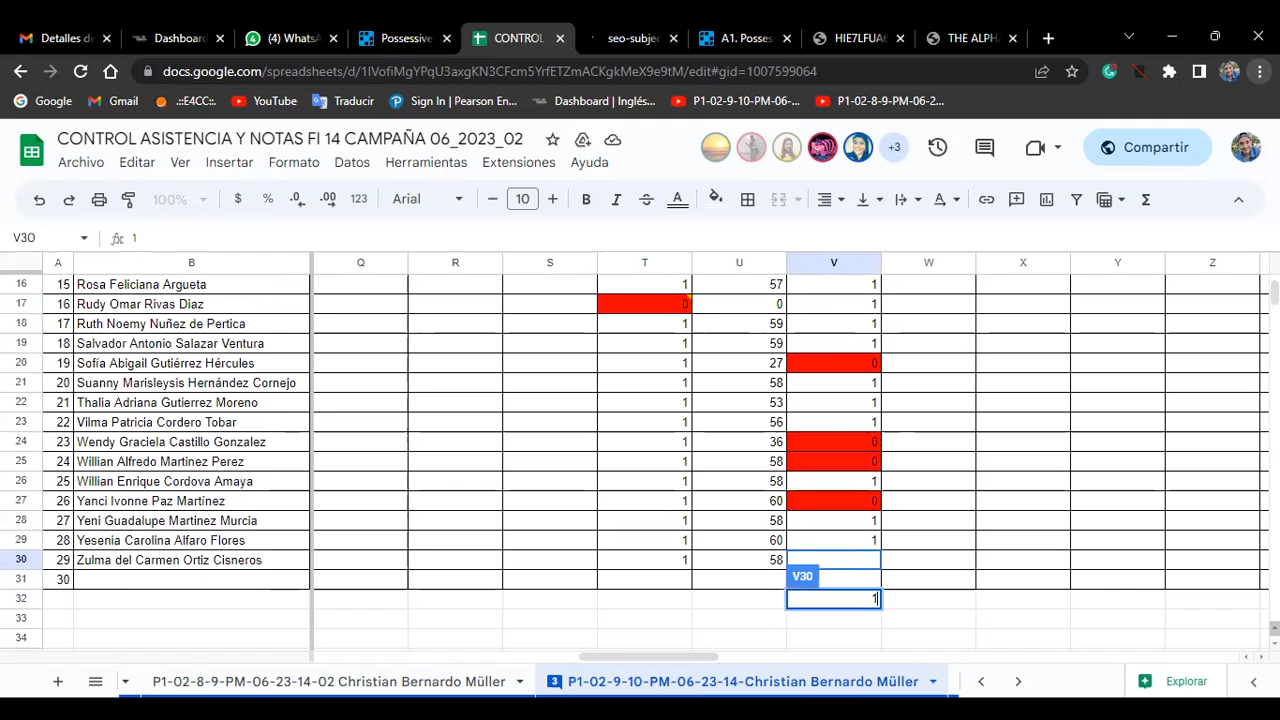 Detalles de
Dashboard
(4) WhatsA
Possessive
CONTROL
seo-subjec
A1. Posses
HIE7LFUA6
THE ALPHA
docs.google.com/spreadsheets/d/1IVofiMgYPqU3axgKN3CFcm5YrfETZmACKgkMeX9e9tM/edit#gid=1007599064
Google
Gmail
.::E4CC::.
YouTube
Traducir
Sign In | Pearson En...
Dashboard | Inglés...
P1-02-9-10-PM-06-...
P1-02-8-9-PM-06-2...
CONTROL ASISTENCIA Y NOTAS FI 14 CAMPAÑA 06_2023_02
+3
Compartir
Archivo Editar Ver Insertar Formato Datos Herramientas Extensiones Ayuda
100% $ % .0 .00 123 Arial 10 B I A
V30 fx 1
A B Q R S T U V W X Y Z
16 15 Rosa Feliciana Argueta 1 57 1
17 16 Rudy Omar Rivas Diaz 0 0 1
18 17 Ruth Noemy Nuñez de Pertica 1 59 1
19 18 Salvador Antonio Salazar Ventura 1 59 1
20 19 Sofía Abigail Gutiérrez Hércules 1 27 0
21 20 Suanny Marisleysis Hernández Cornejo 1 58 1
22 21 Thalia Adriana Gutierrez Moreno 1 53 1
23 22 Vilma Patricia Cordero Tobar 1 56 1
24 23 Wendy Graciela Castillo Gonzalez 1 36 0
25 24 Willian Alfredo Martinez Perez 1 58 0
26 25 Willian Enrique Cordova Amaya 1 58 1
27 26 Yanci Ivonne Paz Martínez 1 60 0
28 27 Yeni Guadalupe Martinez Murcia 1 58 1
29 28 Yesenia Carolina Alfaro Flores 1 60 1
30 29 Zulma del Carmen Ortiz Cisneros 1 58
31 30 V30
32 1
33
34
P1-02-8-9-PM-06-23-14-02 Christian Bernardo Müller
3 P1-02-9-10-PM-06-23-14-Christian Bernardo Müller
Explorar